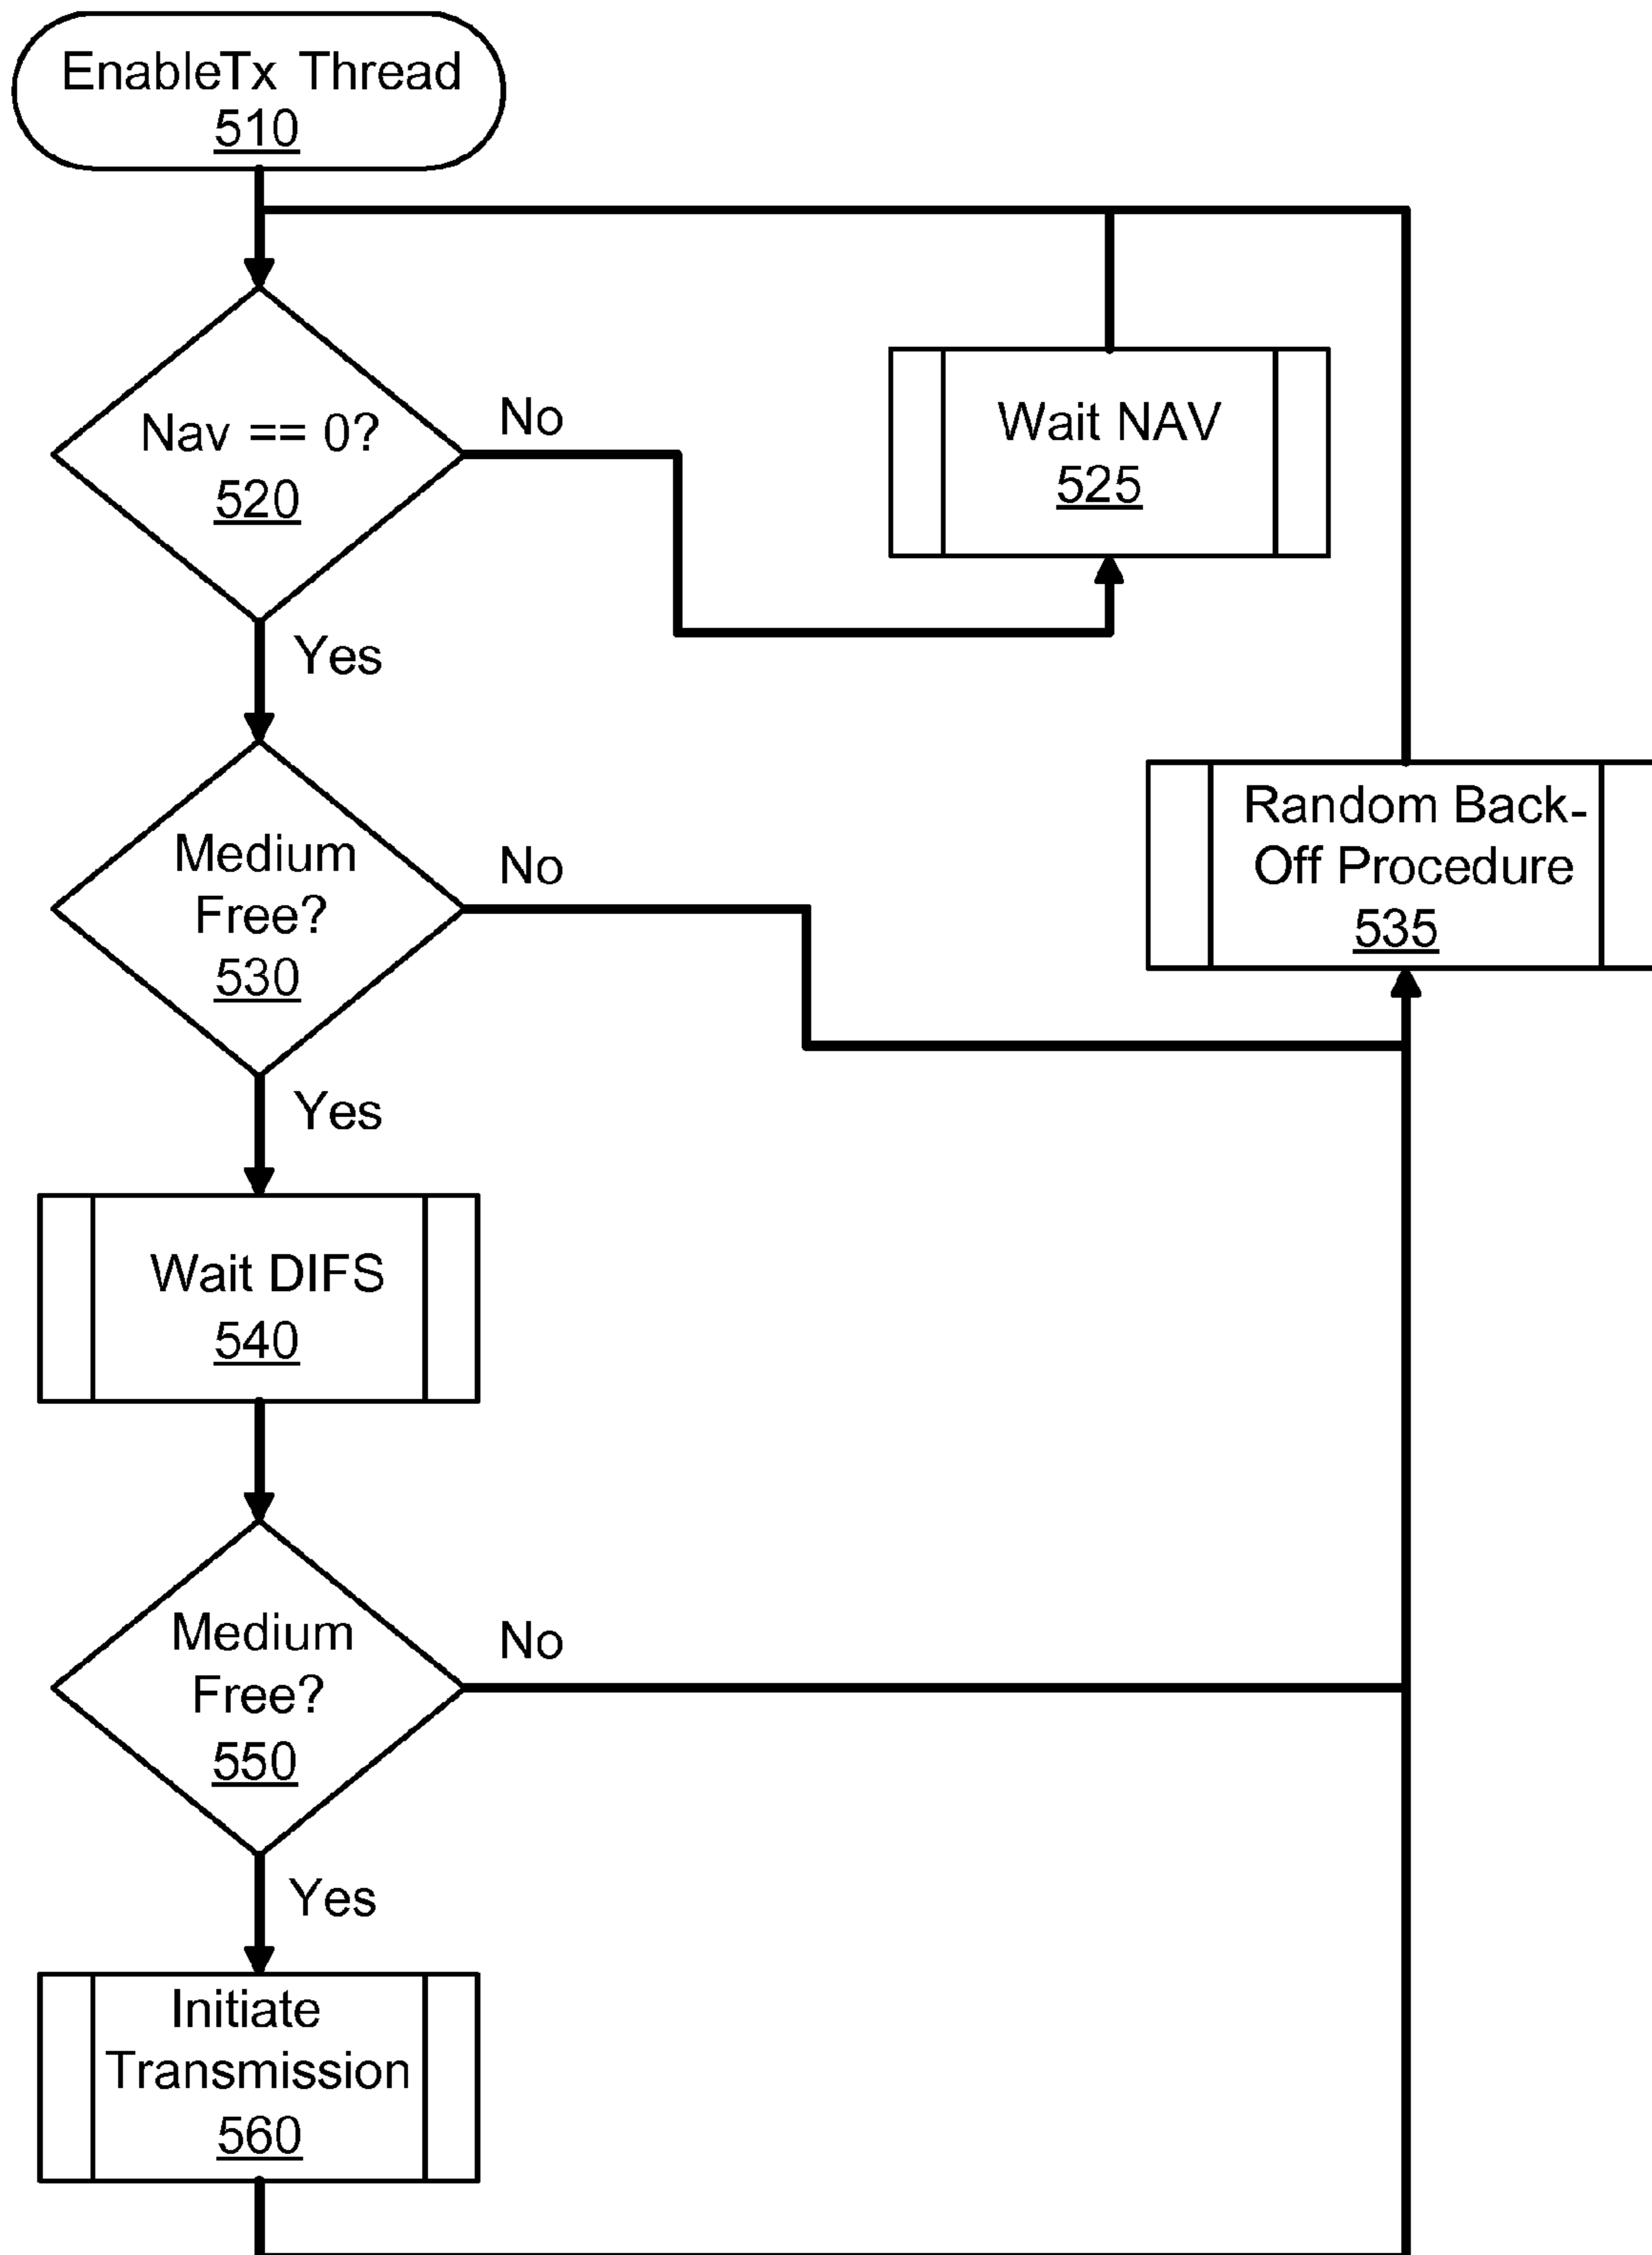 EnableTx Thread
510
Nav == 0?
520
No
Wait NAV
525
Yes
Medium
Free?
530
No
Random Back-
Off Procedure
535
Yes
Wait DIFS
540
Medium
Free?
550
No
Yes
Initiate
Transmission
560